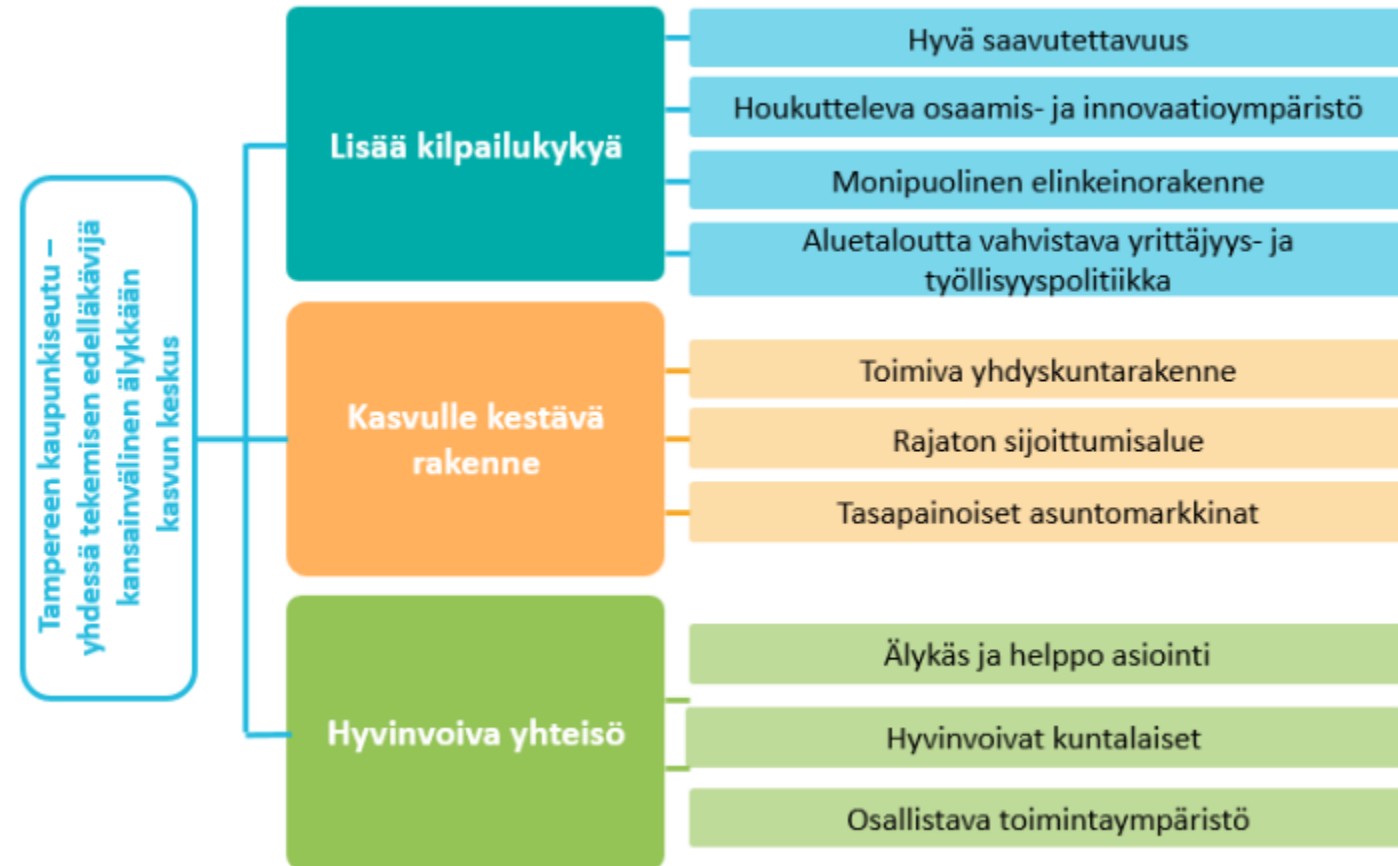 Tampereen kaupunkiseutu –
yhdessä tekemisen edelläkävijä
kansainvälinen älykkään
kasvun keskus
Lisää kilpailukykyä
Hyvä saavutettavuus
Houkutteleva osaamis- ja innovaatioympäristö
Monipuolinen elinkeinorakenne
Aluetaloutta vahvistava yrittäjyys- ja
työllisyyspolitiikka
Kasvulle kestävä
rakenne
Toimiva yhdyskuntarakenne
Rajaton sijoittumisalue
Tasapainoiset asuntomarkkinat
Hyvinvoiva yhteisö
Älykäs ja helppo asiointi
Hyvinvoivat kuntalaiset
Osallistava toimintaympäristö